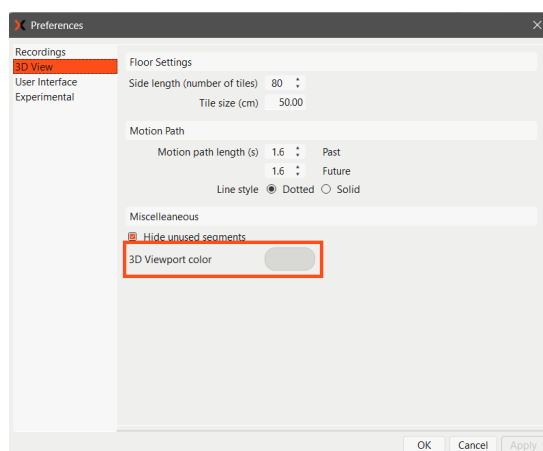 Preferences
Recordings
3D View
User Interface
Experimental
Floor Settings
Side length (number of tiles) 80
Tile size (cm) 50.00
Motion Path
Motion path length (s) 1.6 Past
1.6 Future
Line style Dotted Solid
Miscelleaneous
Hide unused segments
3D Viewport color
OK Cancel Apply